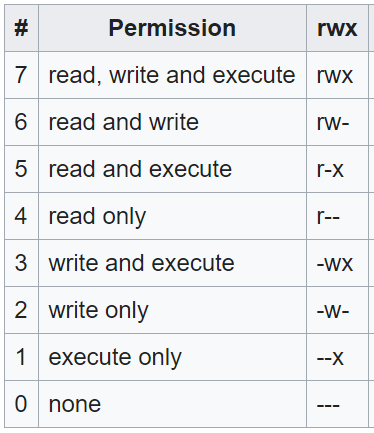 # Permission rwx
7 read, write and execute rwx
6 read and write rw-
5 read and execute r-x
4 read only r--
3 write and execute -wx
2 write only -w-
1 execute only --x
0 none ---